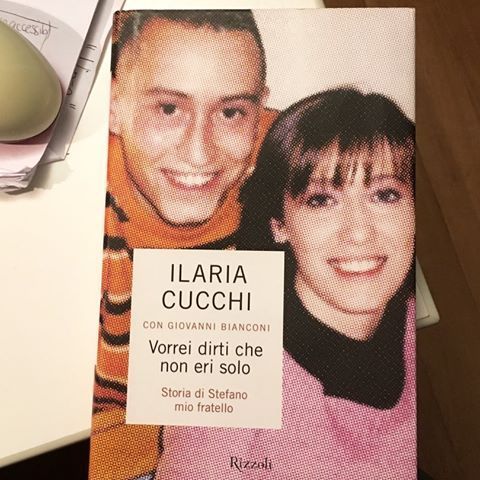 ILARIA
CUCCHI
CON GIOVANNI BIANCONI
Vorrei dirti che
non eri solo
Storia di Stefano
mio fratello
Rizzoli